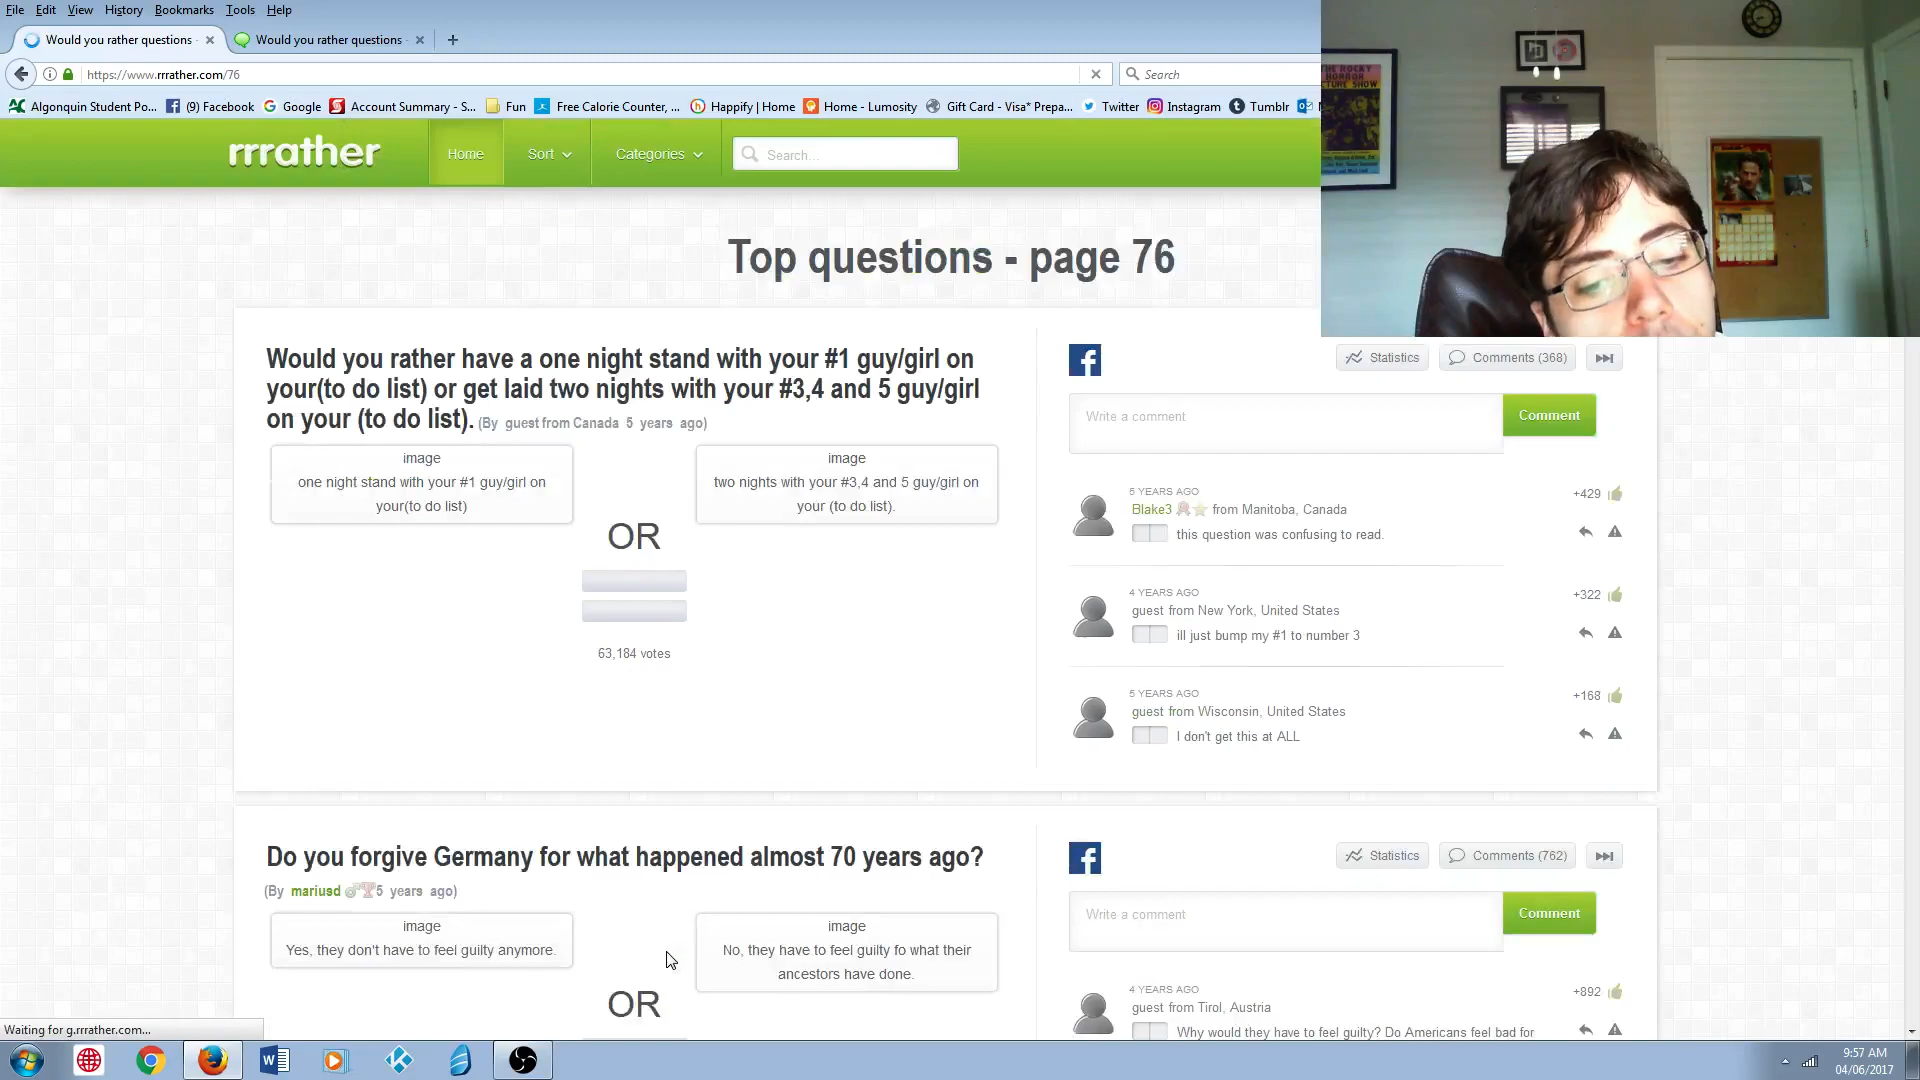 File Edit View History Bookmarks Tools Help
Would you rather questions - Would you rather questions -
https://www.rrrather.com/76 Search
Algonquin Student Po... (9) Facebook Google Account Summary - S... Fun Free Calorie Counter, ... Happify | Home Home - Lumosity Gift Card - Visa* Prepa... Twitter Instagram Tumblr
rrrather Home Sort Categories Search...
Top questions - page 76
Would you rather have a one night stand with your #1 guy/girl on
your(to do list) or get laid two nights with your #3,4 and 5 guy/girl
on your (to do list). (By guest from Canada 5 years ago)
image
one night stand with your #1 guy/girl on
your(to do list)
OR
image
two nights with your #3,4 and 5 guy/girl on
your (to do list).
63,184 votes
Statistics Comments (368)
Write a comment Comment
5 YEARS AGO
Blake3 from Manitoba, Canada
+429
this question was confusing to read.
4 YEARS AGO
guest from New York, United States
+322
ill just bump my #1 to number 3
5 YEARS AGO
guest from Wisconsin, United States
+168
I don't get this at ALL
Do you forgive Germany for what happened almost 70 years ago?
(By mariusd 5 years ago)
image
Yes, they don't have to feel guilty anymore.
OR
image
No, they have to feel guilty fo what their
ancestors have done.
Statistics Comments (762)
Write a comment Comment
4 YEARS AGO
guest from Tirol, Austria
+892
Why would they have to feel guilty? Do Americans feel bad for
Waiting for g.rrrather.com...
9:57 AM
04/06/2017